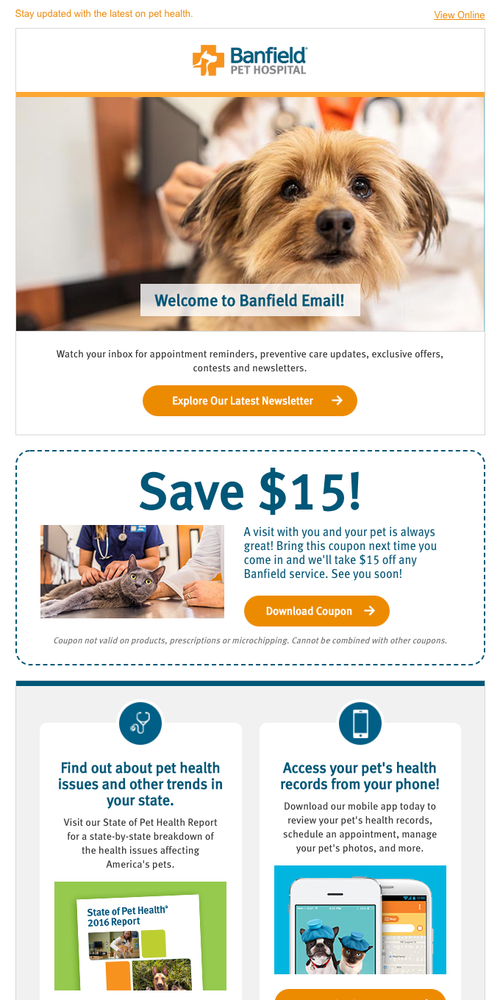 Stay updated with the latest on pet health.
View Online
Banfield®
PET HOSPITAL
Welcome to Banfield Email!
Watch your inbox for appointment reminders, preventive care updates, exclusive offers,
contests and newsletters.
Explore Our Latest Newsletter
Save $15!
A visit with you and your pet is always
great! Bring this coupon next time you
come in and we'll take $15 off any
Banfield service. See you soon!
Download Coupon
Coupon not valid on products, prescriptions or microchipping. Cannot be combined with other coupons.
Find out about pet health
issues and other trends in
your state.
Visit our State of Pet Health Report
for a state-by-state breakdown of
the health issues affecting
America's pets.
State of Pet Health®
2016 Report
Access your pet's health
records from your phone!
Download our mobile app today to
review your pet's health records,
schedule an appointment, manage
your pet's photos, and more.